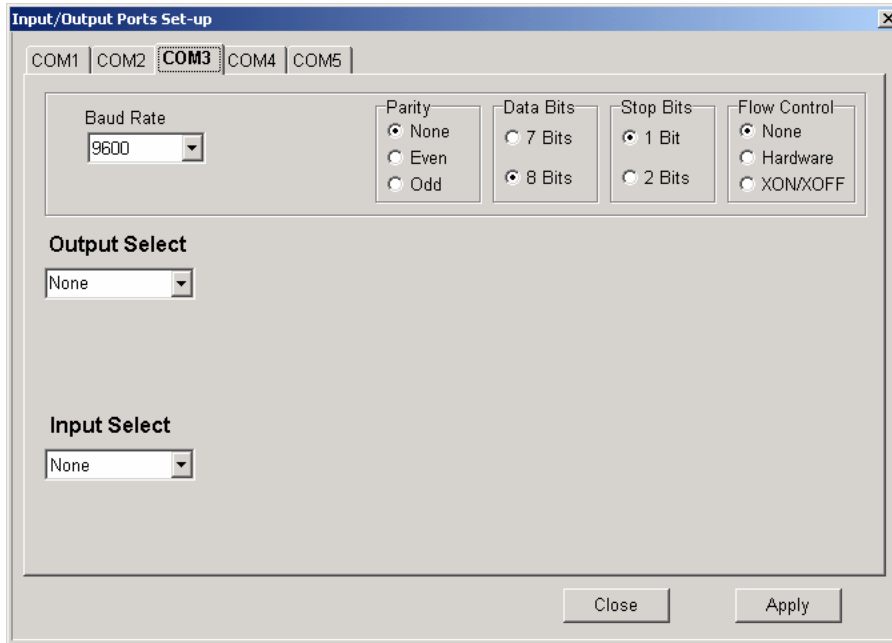 Input/Output Ports Set-up
COM1 COM2 COM3 COM4 COM5
Baud Rate
9600
Parity
None
Even
Odd
Data Bits
7 Bits
8 Bits
Stop Bits
1 Bit
2 Bits
Flow Control
None
Hardware
XON/XOFF
Output Select
None
Input Select
None
Close Apply